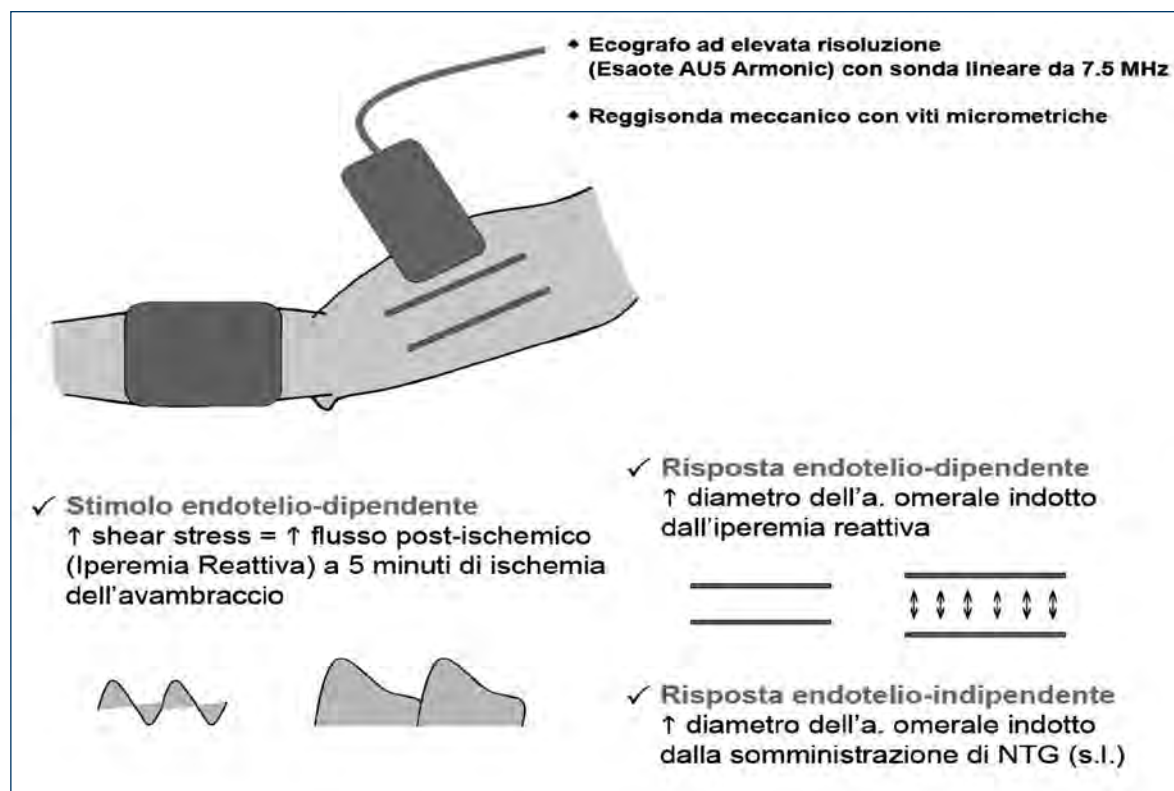 ♦ Ecografo ad elevata risoluzione
(Esaote AU5 Armonic) con sonda lineare da 7.5 MHz
♦ Reggisonda meccanico con viti micrometriche
✓ Stimolo endotelio-dipendente
↑ shear stress = ↑ flusso post-ischemico
(Iperemia Reattiva) a 5 minuti di ischemia
dell'avambraccio
✓ Risposta endotelio-dipendente
↑ diametro dell'a. omerale indotto
dall'iperemia reattiva
✓ Risposta endotelio-indipendente
↑ diametro dell'a. omerale indotto
dalla somministrazione di NTG (s.l.)